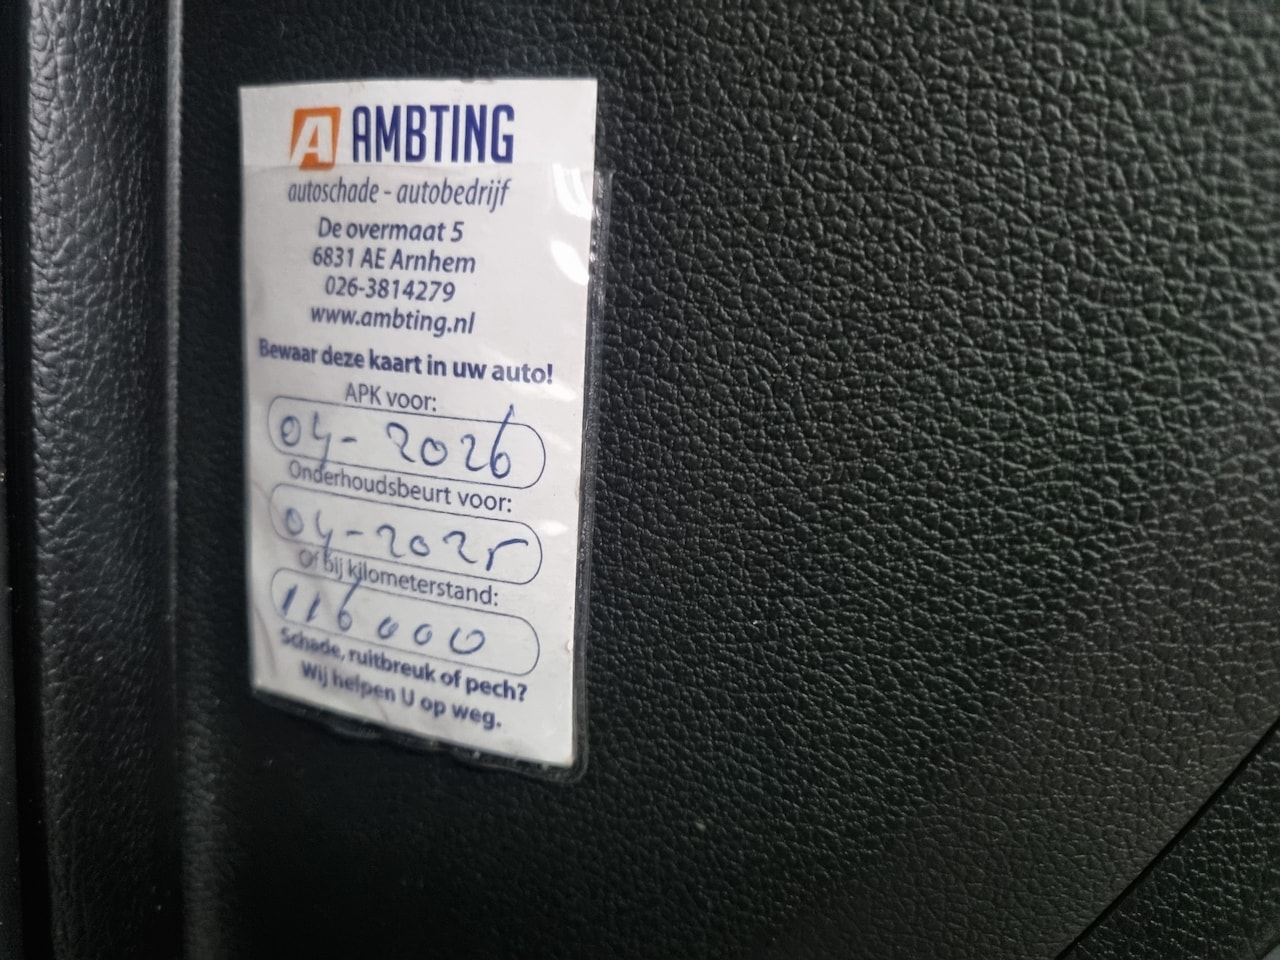 A AMBTING
autoschade - autobedrijf
De overmaat 5
6831 AE Arnhem
026-3814279
www.ambting.nl
Bewaar deze kaart in uw auto!
APK voor:
04-2026
Onderhoudsbeurt voor:
04-2025
Of bij kilometerstand:
116000
Schade, ruitbreuk of pech?
Wij helpen U op weg.